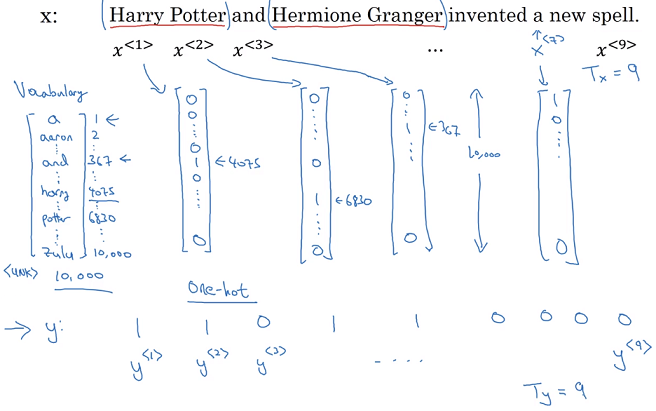 x: Harry Potter and Hermione Granger invented a new spell.
x<1> x<2> x<3> ... x<7> x<9>
Tx = 9
Vocabulary
a 1
aaron 2
and 367
harry 4075
potter 6830
zulu 10,000
<UNK> 10,000
0 0 0 1 0 0 ←4075
0 0 1 0 ←6830
0 1 0 ←367
10,000
1 0 0
One-hot
→ y: 1 1 0 1 1 0 0 0 0
y<1> y<2> y<3> .... y<9>
Ty = 9